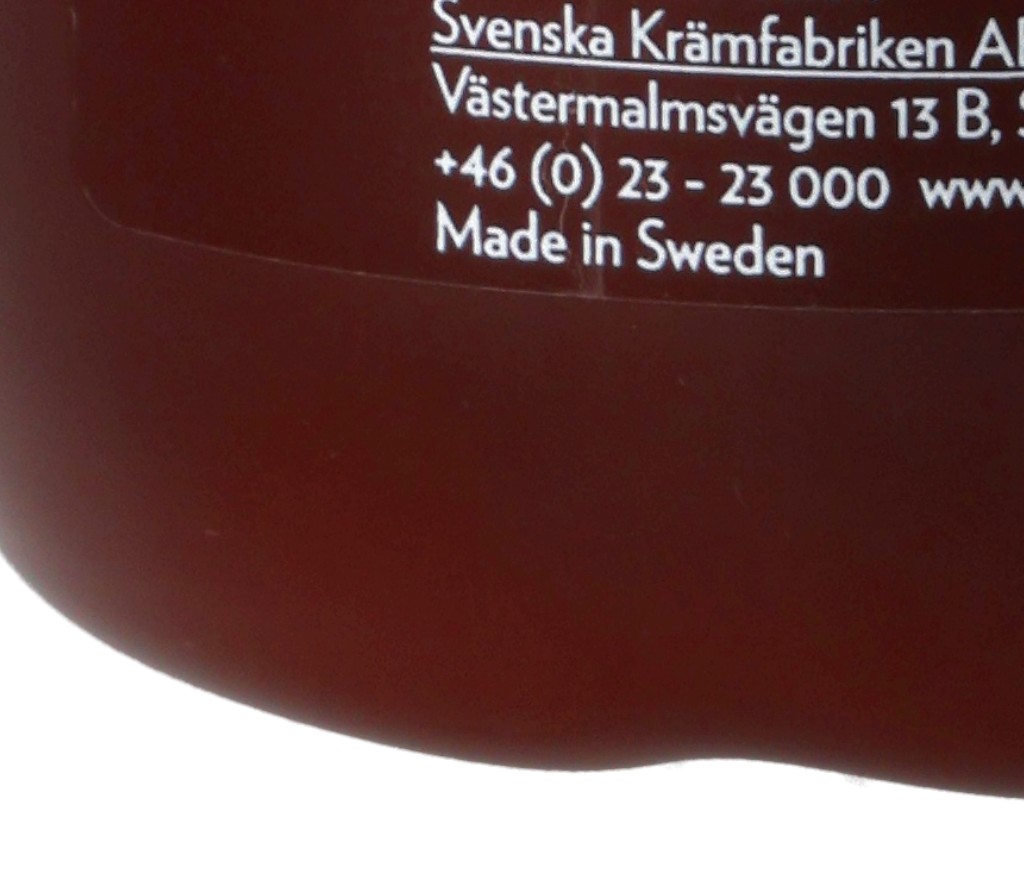 Svenska Krämfabriken
Västermalmsvägen 13 B,
+46 (0) 23 - 23 000 www
Made in Sweden